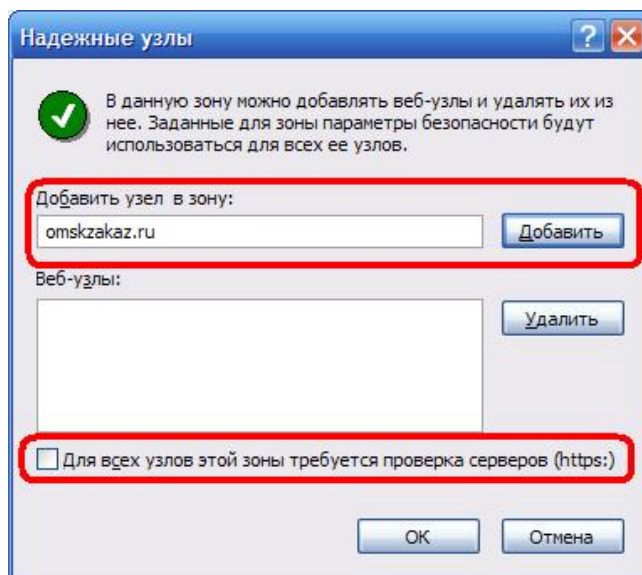 Надежные узлы
В данную зону можно добавлять веб-узлы и удалять их из
нее. Заданные для зоны параметры безопасности будут
использоваться для всех ее узлов.
Добавить узел в зону:
omskzakaz.ru
Добавить
Веб-узлы:
Удалить
Для всех узлов этой зоны требуется проверка серверов (https:)
OK
Отмена